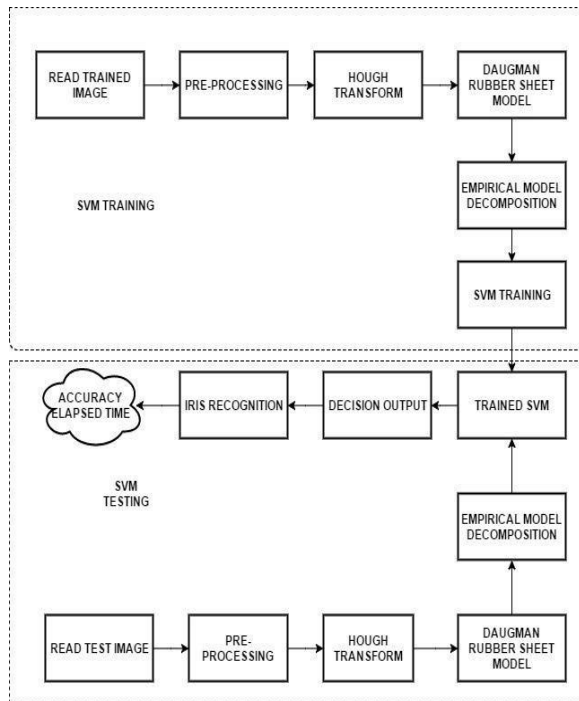 READ TRAINED
IMAGE
PRE-PROCESSING
HOUGH
TRANSFORM
DAUGMAN
RUBBER SHEET
MODEL
EMPIRICAL MODEL
DECOMPOSITION
SVM TRAINING
SVM TRAINING
ACCURACY
ELAPSED TIME
IRIS RECOGNITION
DECISION OUTPUT
TRAINED SVM
SVM
TESTING
EMPIRICAL MODEL
DECOMPOSITION
READ TEST IMAGE
PRE-
PROCESSING
HOUGH
TRANSFORM
DAUGMAN
RUBBER SHEET
MODEL